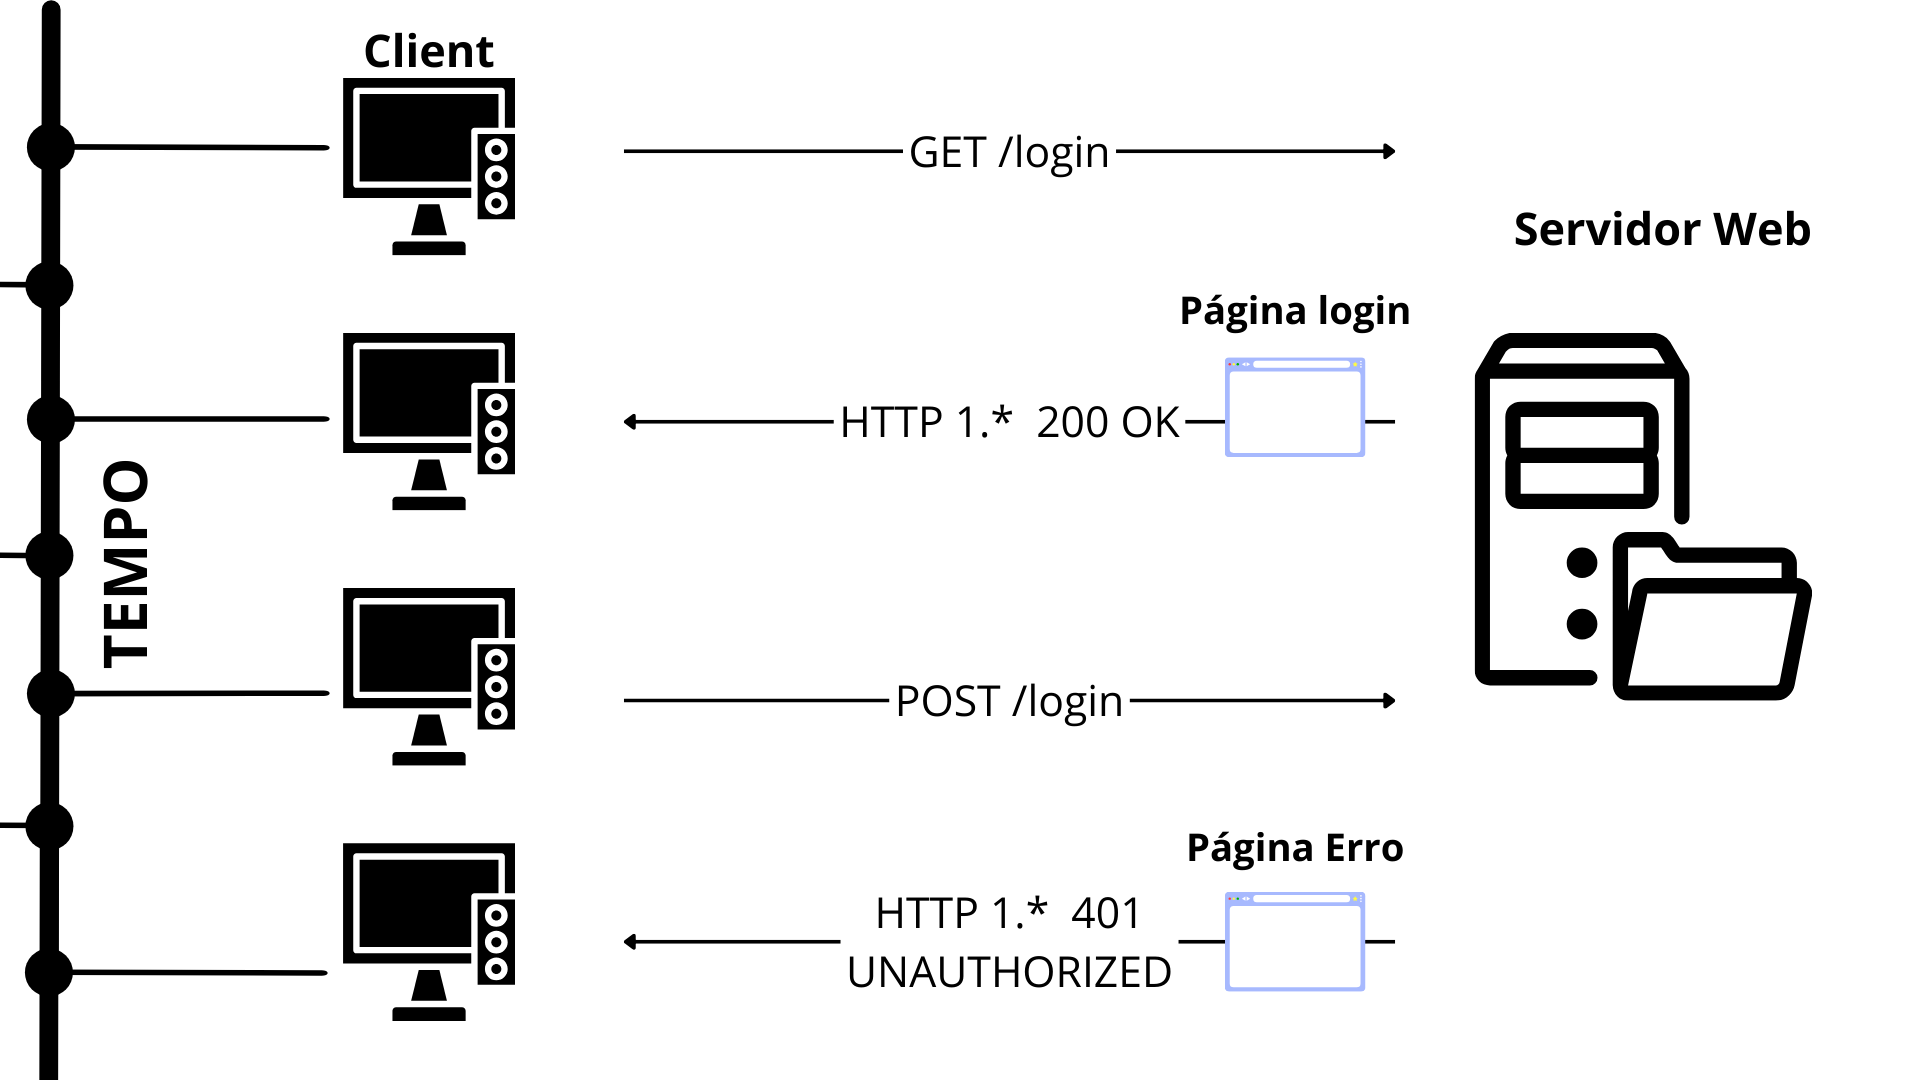 Client
GET /login
Servidor Web
Página login
HTTP 1.*  200 OK
TEMPO
POST /login
Página Erro
HTTP 1.*  401
UNAUTHORIZED